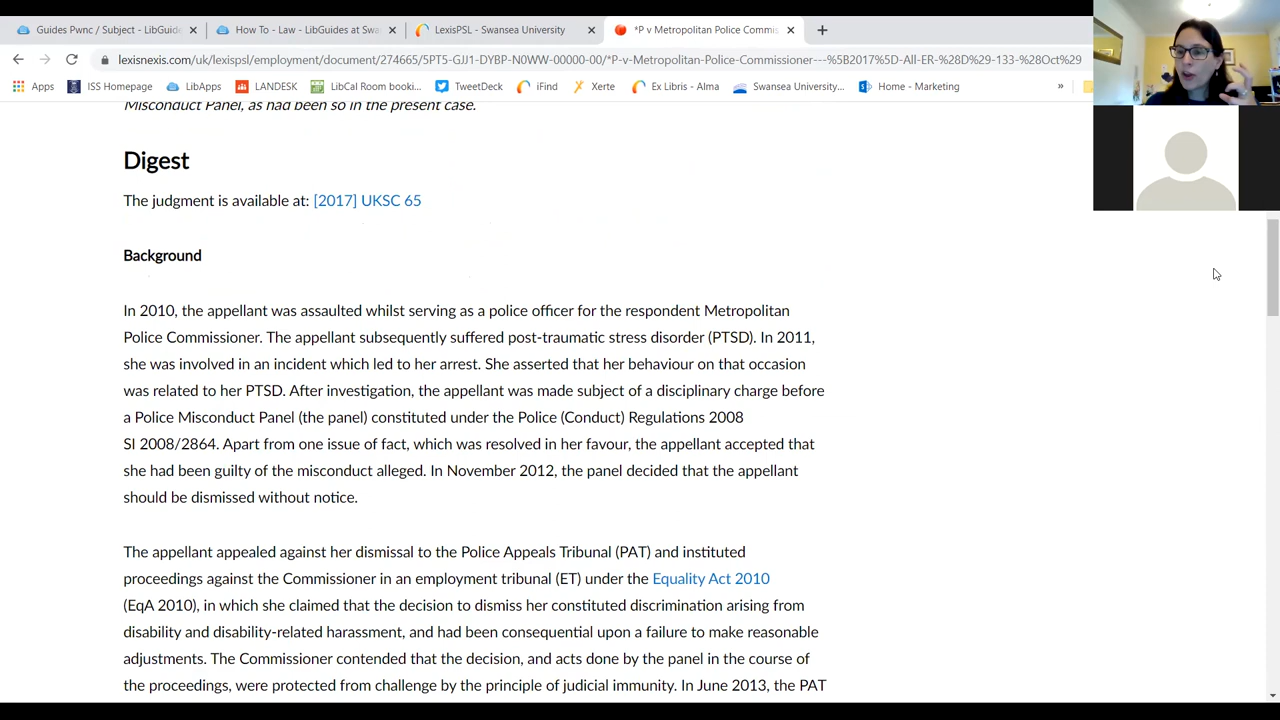 Guides Pwnc / Subject - LibGuid
How To - Law - LibGuides at Swa
LexisPSL - Swansea University
*P v Metropolitan Police Commis
lexisnexis.com/uk/lexispsl/employment/document/274765/5PT5-GJJ1-DYBP-N1WW-00000-00/*P-v-Metropolitan-Police-Commissioner---%5B2017%5D-All-ER-%28D%29-133-%28Oct%29
Apps
ISS Homepage
LibApps
LANDESK
LibCal Room booki...
TweetDeck
iFind
Xerte
Ex Libris - Alma
Swansea University...
Home - Marketing
»
Misconduct Panel, as had been so in the present case.
Digest
The judgment is available at: [2017] UKSC 65
Background
In 2010, the appellant was assaulted whilst serving as a police officer for the respondent Metropolitan
Police Commissioner. The appellant subsequently suffered post-traumatic stress disorder (PTSD). In 2011,
she was involved in an incident which led to her arrest. She asserted that her behaviour on that occasion
was related to her PTSD. After investigation, the appellant was made subject of a disciplinary charge before
a Police Misconduct Panel (the panel) constituted under the Police (Conduct) Regulations 2008
SI 2008/2864. Apart from one issue of fact, which was resolved in her favour, the appellant accepted that
she had been guilty of the misconduct alleged. In November 2012, the panel decided that the appellant
should be dismissed without notice.
The appellant appealed against her dismissal to the Police Appeals Tribunal (PAT) and instituted
proceedings against the Commissioner in an employment tribunal (ET) under the Equality Act 2010
(EqA 2010), in which she claimed that the decision to dismiss her constituted discrimination arising from
disability and disability-related harassment, and had been consequential upon a failure to make reasonable
adjustments. The Commissioner contended that the decision, and acts done by the panel in the course of
the proceedings, were protected from challenge by the principle of judicial immunity. In June 2013, the PAT